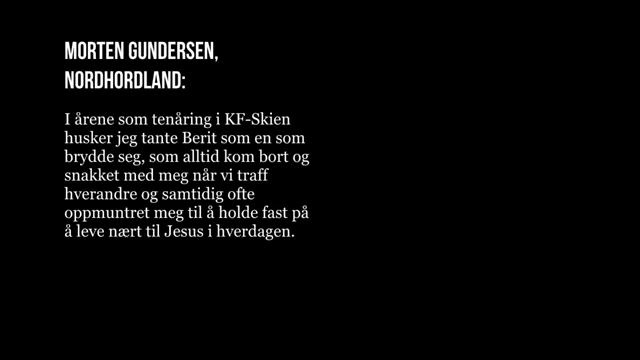 MORTEN GUNDERSEN,
NORDHORDLAND:
I årene som tenåring i KF-Skien
husker jeg tante Berit som en som
brydde seg, som alltid kom bort og
snakket med meg når vi traff
hverandre og samtidig ofte
oppmuntret meg til å holde fast på
å leve nært til Jesus i hverdagen.